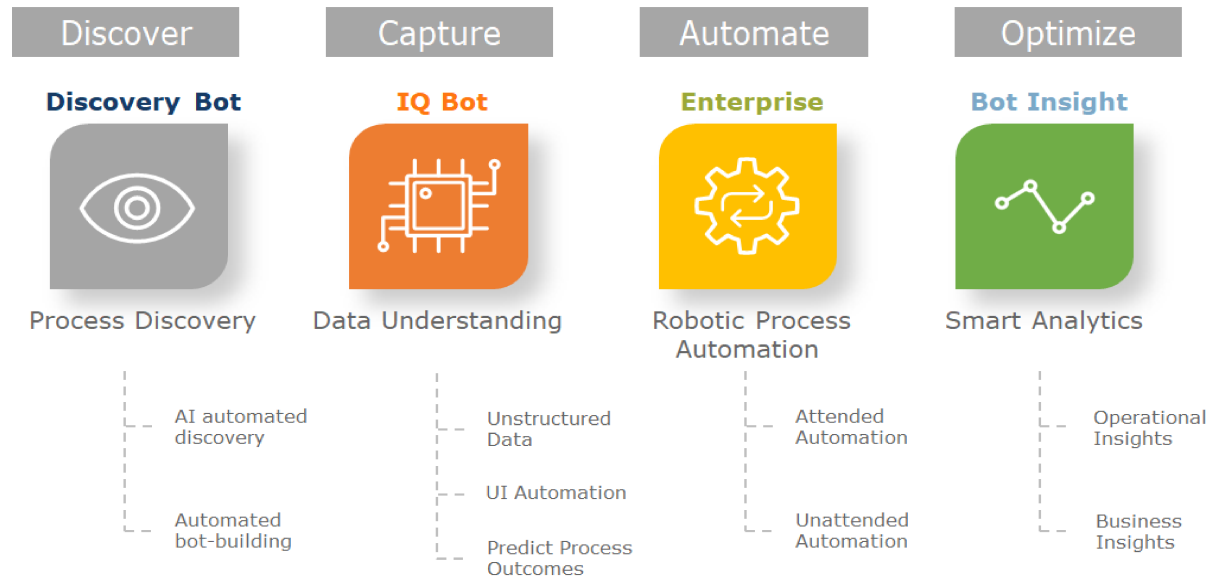 Discover
Capture
Automate
Optimize
Discovery Bot
IQ Bot
Enterprise
Bot Insight
Process Discovery
Data Understanding
Robotic Process
Automation
Smart Analytics
AI automated
discovery
Automated
bot-building
Unstructured
Data
UI Automation
Predict Process
Outcomes
Attended
Automation
Unattended
Automation
Operational
Insights
Business
Insights